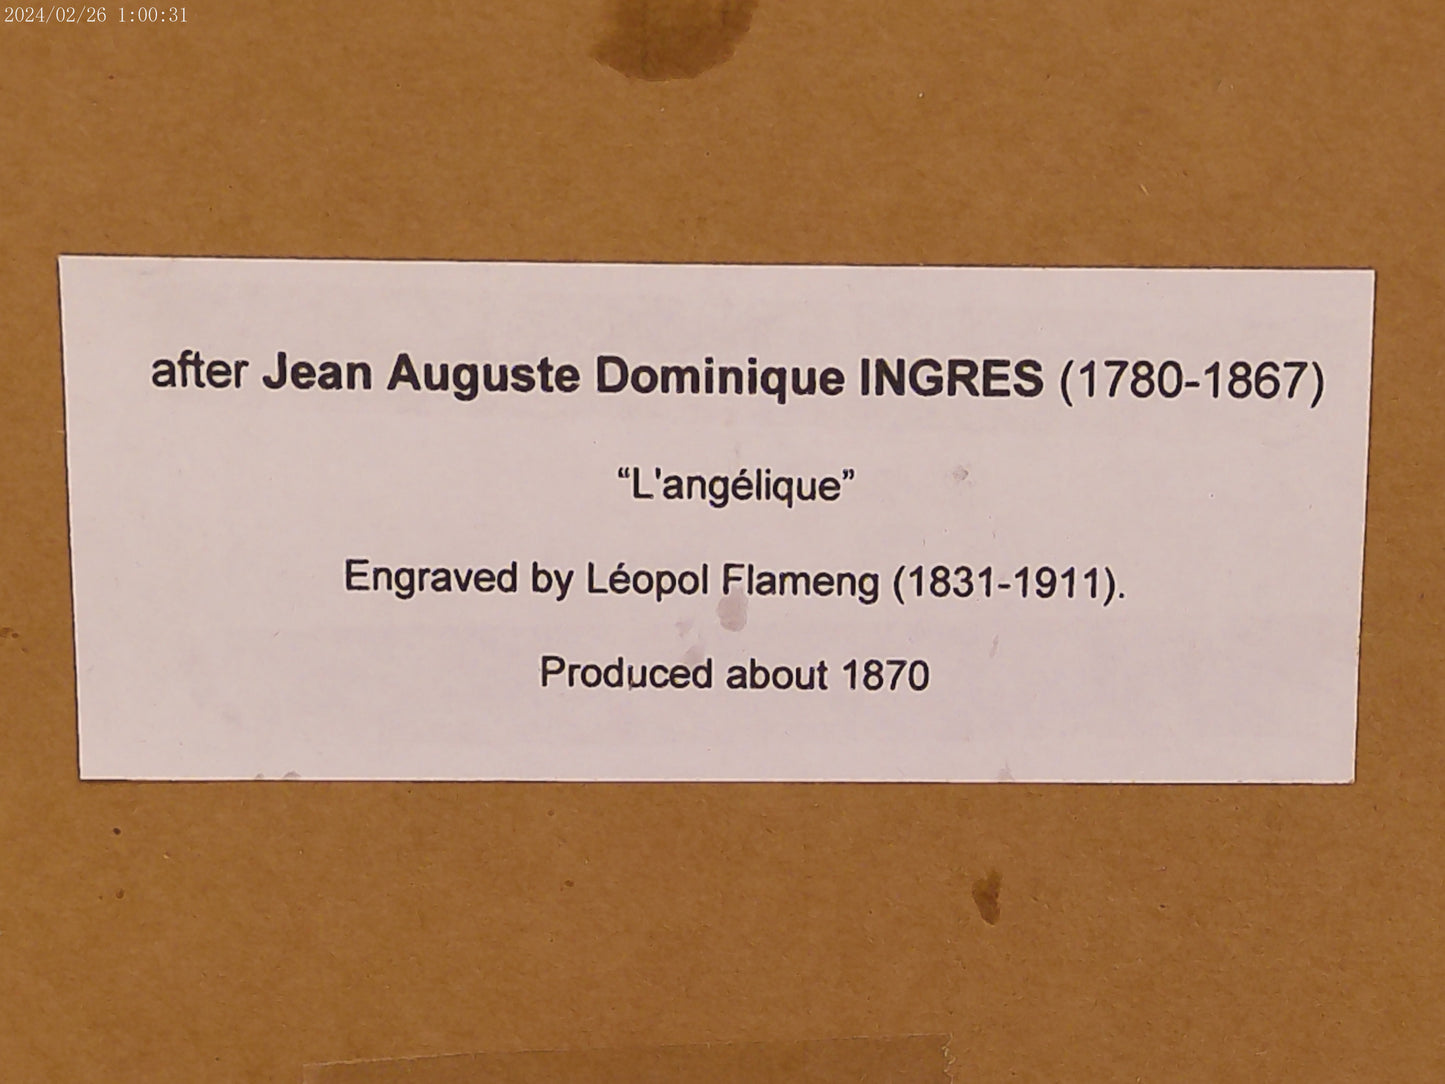 2024/02/26 1:00:31
after Jean Auguste Dominique INGRES (1780-1867)
“L'angélique”
Engraved by Léopol Flameng (1831-1911).
Produced about 1870